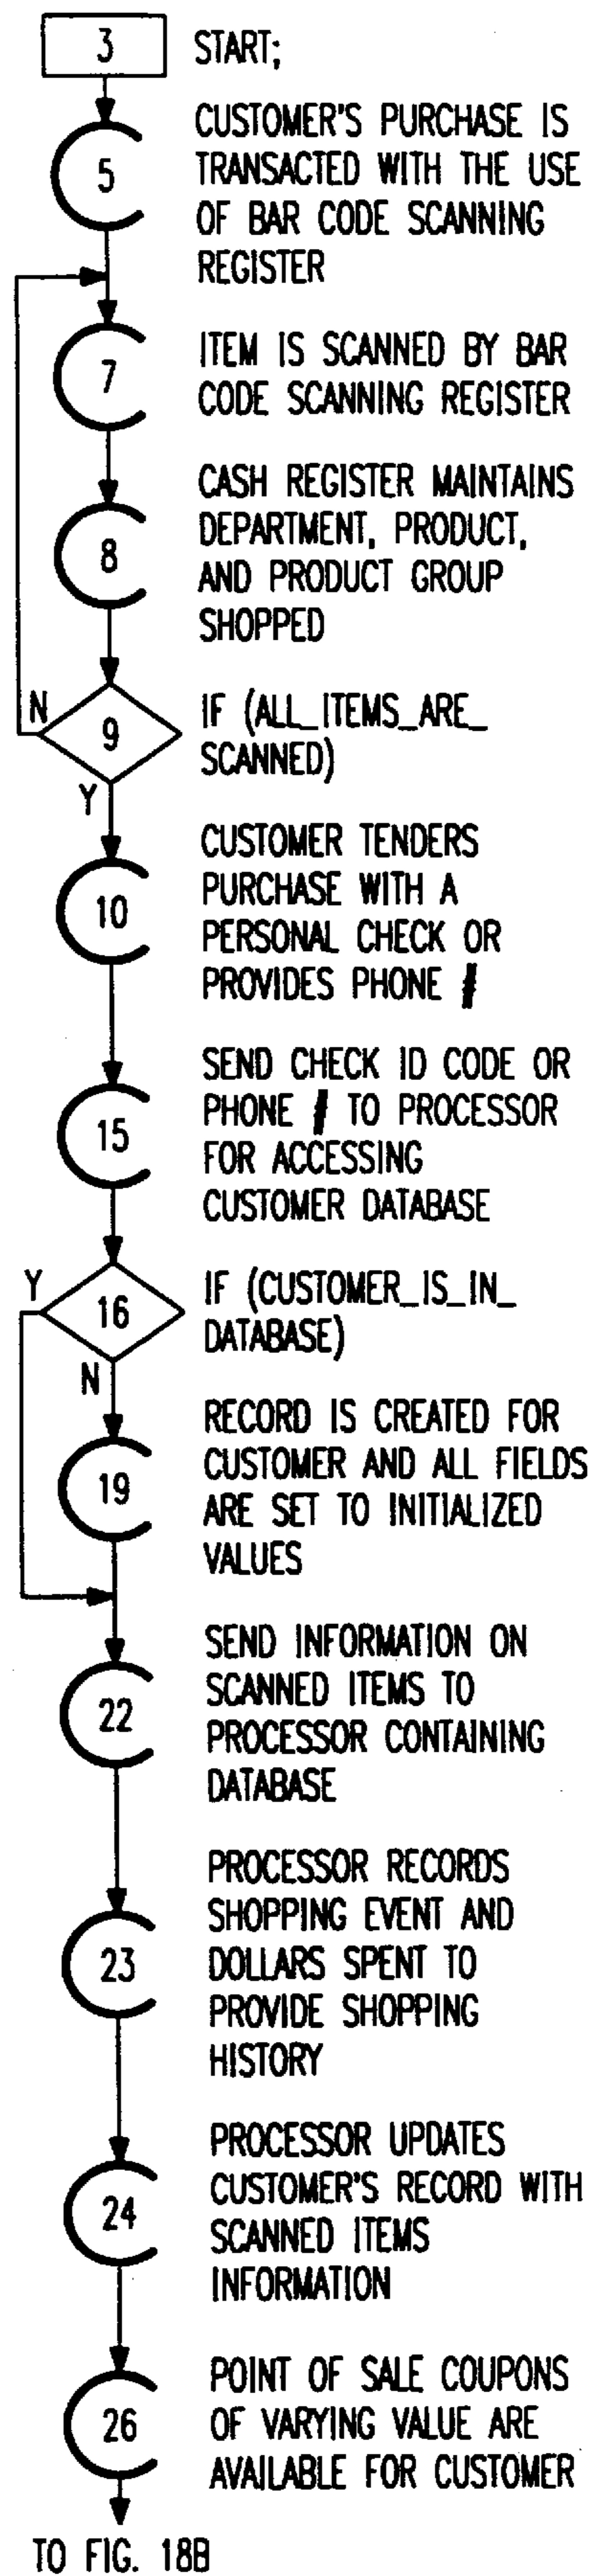 3 START;
5 CUSTOMER'S PURCHASE IS
TRANSACTED WITH THE USE
OF BAR CODE SCANNING
REGISTER
7 ITEM IS SCANNED BY BAR
CODE SCANNING REGISTER
8 CASH REGISTER MAINTAINS
DEPARTMENT, PRODUCT,
AND PRODUCT GROUP
SHOPPED
N 9 IF (ALL_ITEMS_ARE_
SCANNED)
Y
10 CUSTOMER TENDERS
PURCHASE WITH A
PERSONAL CHECK OR
PROVIDES PHONE #
15 SEND CHECK ID CODE OR
PHONE # TO PROCESSOR
FOR ACCESSING
CUSTOMER DATABASE
Y 16 IF (CUSTOMER_IS_IN_
DATABASE)
N
19 RECORD IS CREATED FOR
CUSTOMER AND ALL FIELDS
ARE SET TO INITIALIZED
VALUES
22 SEND INFORMATION ON
SCANNED ITEMS TO
PROCESSOR CONTAINING
DATABASE
23 PROCESSOR RECORDS
SHOPPING EVENT AND
DOLLARS SPENT TO
PROVIDE SHOPPING
HISTORY
24 PROCESSOR UPDATES
CUSTOMER'S RECORD WITH
SCANNED ITEMS
INFORMATION
26 POINT OF SALE COUPONS
OF VARYING VALUE ARE
AVAILABLE FOR CUSTOMER
TO FIG. 18B